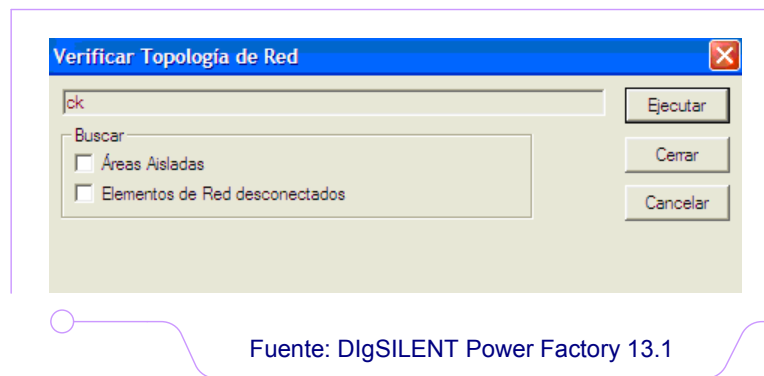 Verificar Topología de Red
ck
Ejecutar
Buscar
Áreas Aisladas
Cerrar
Elementos de Red desconectados
Cancelar
Fuente: DIgSILENT Power Factory 13.1